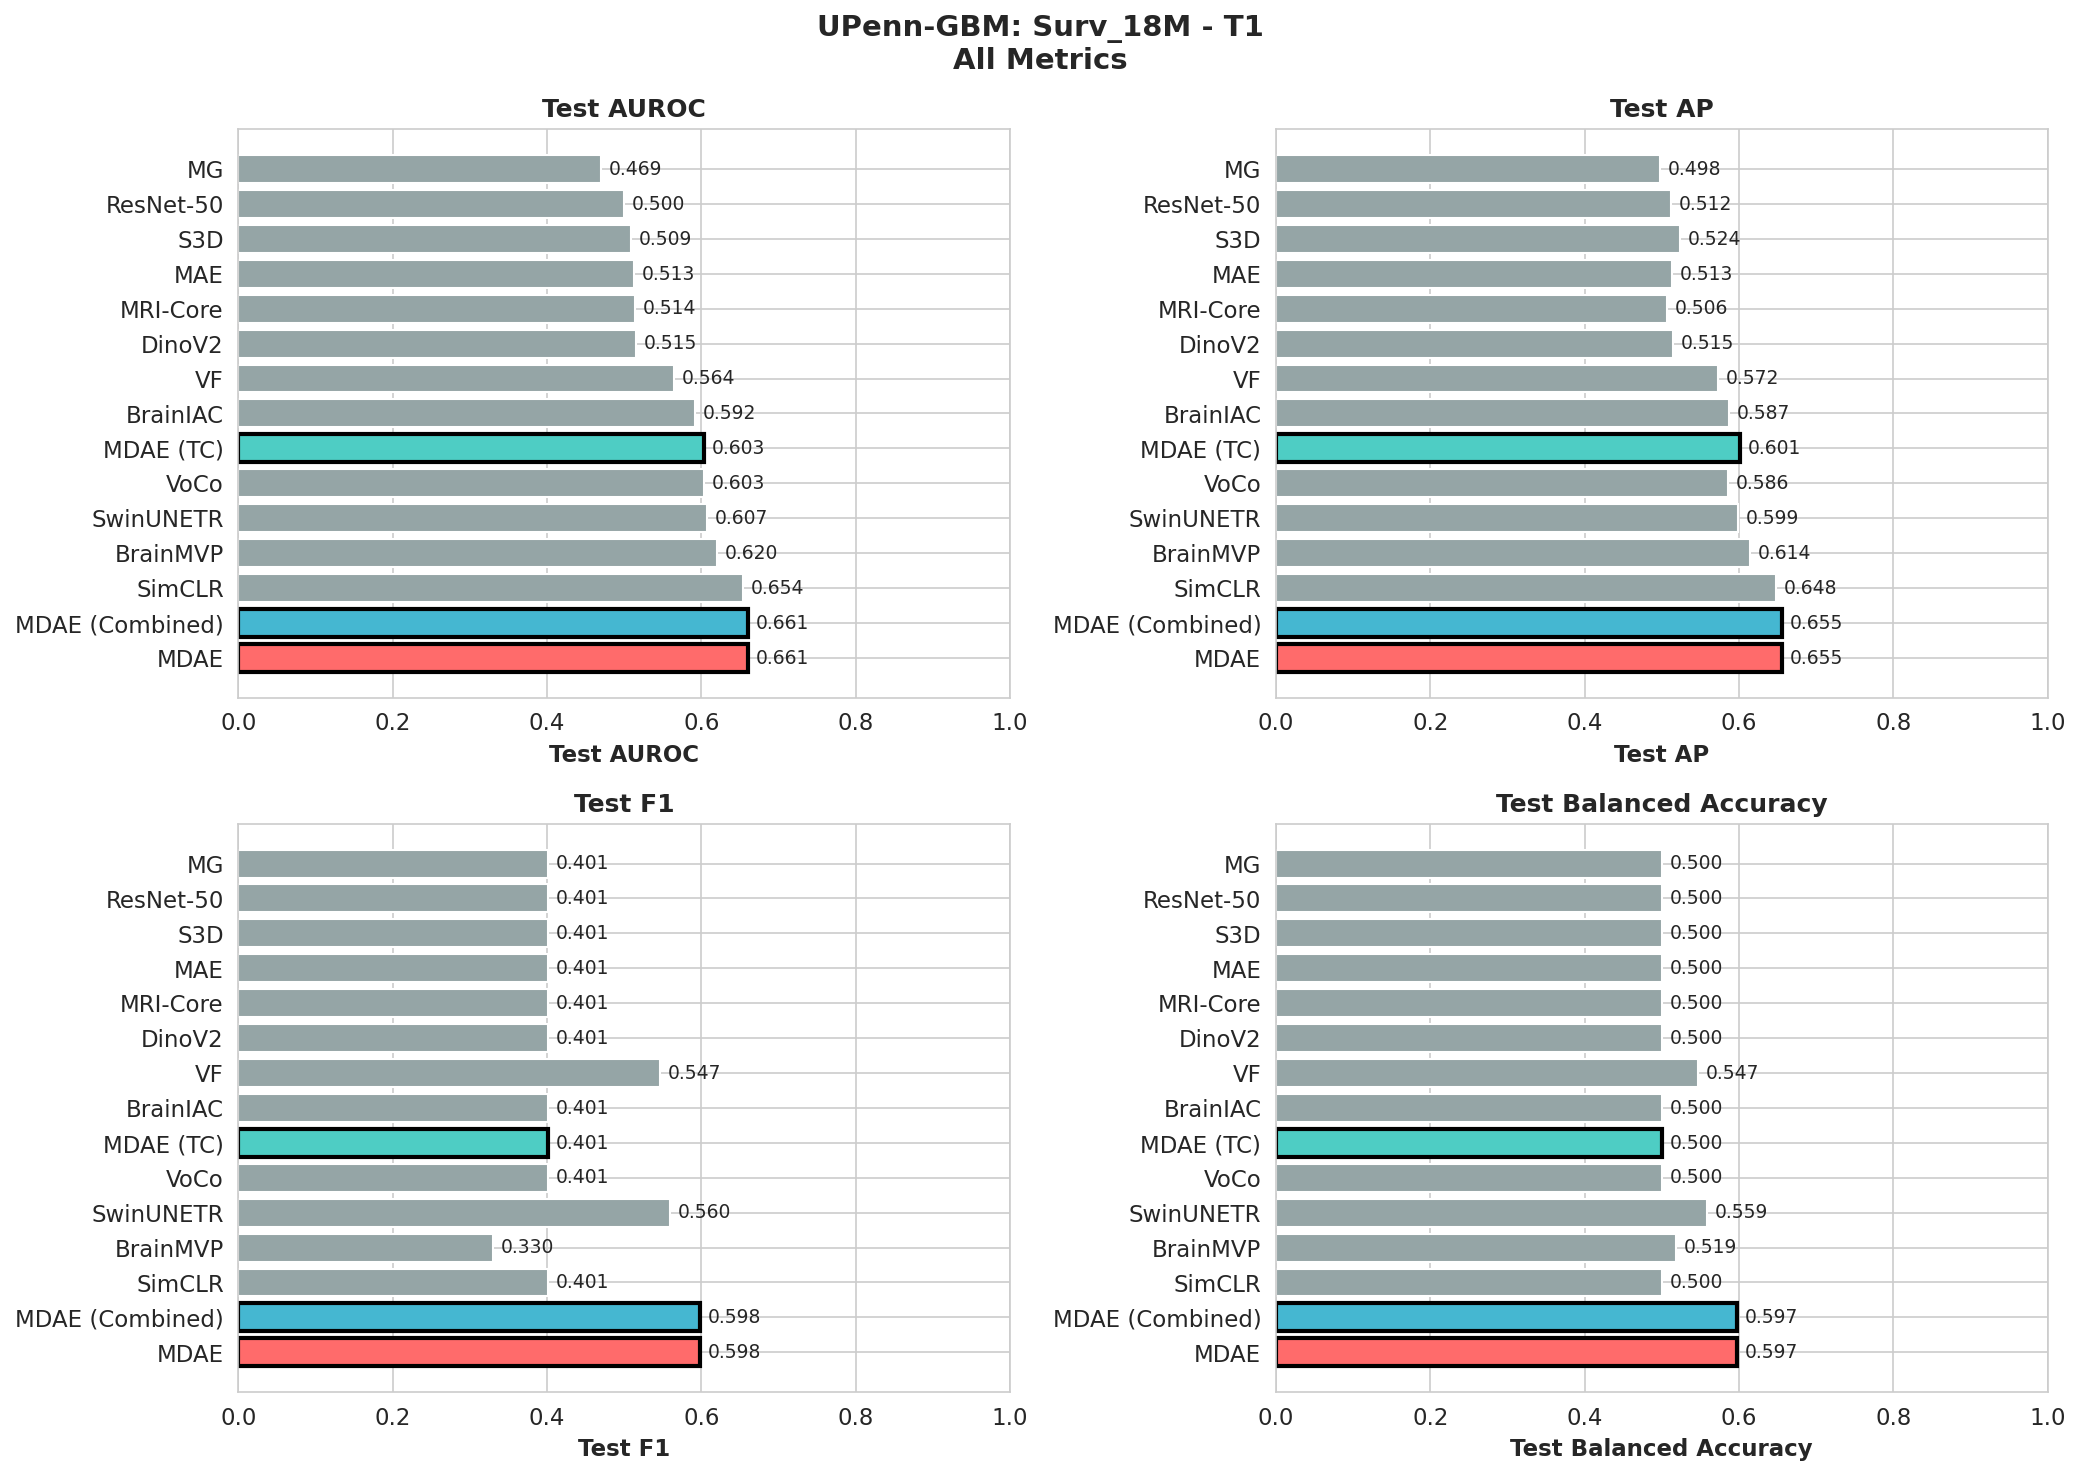 UPenn-GBM: Surv_18M - T1
All Metrics
Test AUROC
MG 0.469
ResNet-50 0.500
S3D 0.509
MAE 0.513
MRI-Core 0.514
DinoV2 0.515
VF 0.564
BrainIAC 0.592
MDAE (TC) 0.603
VoCo 0.603
SwinUNETR 0.607
BrainMVP 0.620
SimCLR 0.654
MDAE (Combined) 0.661
MDAE 0.661
0.0 0.2 0.4 0.6 0.8 1.0
Test AUROC
Test AP
MG 0.498
ResNet-50 0.512
S3D 0.524
MAE 0.513
MRI-Core 0.506
DinoV2 0.515
VF 0.572
BrainIAC 0.587
MDAE (TC) 0.601
VoCo 0.586
SwinUNETR 0.599
BrainMVP 0.614
SimCLR 0.648
MDAE (Combined) 0.655
MDAE 0.655
0.0 0.2 0.4 0.6 0.8 1.0
Test AP
Test F1
MG 0.401
ResNet-50 0.401
S3D 0.401
MAE 0.401
MRI-Core 0.401
DinoV2 0.401
VF 0.547
BrainIAC 0.401
MDAE (TC) 0.401
VoCo 0.401
SwinUNETR 0.560
BrainMVP 0.330
SimCLR 0.401
MDAE (Combined) 0.598
MDAE 0.598
0.0 0.2 0.4 0.6 0.8 1.0
Test F1
Test Balanced Accuracy
MG 0.500
ResNet-50 0.500
S3D 0.500
MAE 0.500
MRI-Core 0.500
DinoV2 0.500
VF 0.547
BrainIAC 0.500
MDAE (TC) 0.500
VoCo 0.500
SwinUNETR 0.559
BrainMVP 0.519
SimCLR 0.500
MDAE (Combined) 0.597
MDAE 0.597
0.0 0.2 0.4 0.6 0.8 1.0
Test Balanced Accuracy